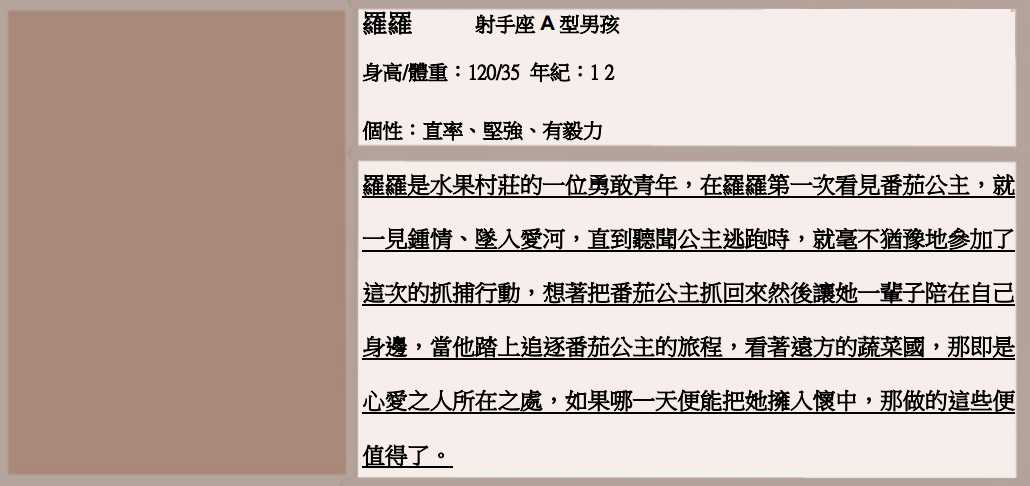 羅羅 射手座 A 型男孩
身高/體重：120/35 年紀：1 2
個性：直率、堅強、有毅力
羅羅是水果村莊的一位勇敢青年，在羅羅第一次看見番茄公主，就
一見鍾情、墜入愛河，直到聽聞公主逃跑時，就毫不猶豫地參加了
這次的抓捕行動，想著把番茄公主抓回來然後讓她一輩子陪在自己
身邊，當他踏上追逐番茄公主的旅程，看著遠方的蔬菜國，那即是
心愛之人所在之處，如果哪一天便能把她擁入懷中，那做的這些便
值得了。